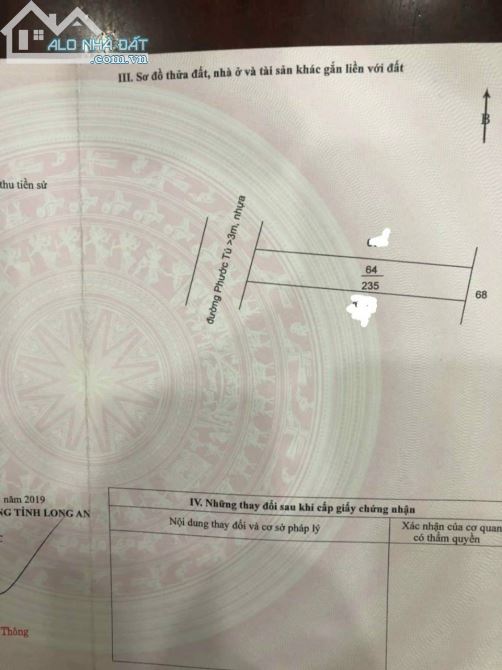 ALO NHÀ ĐẤT
.com.vn
III. Sơ đồ thửa đất, nhà ở và tài sản khác gắn liền với đất
B
thu tiền sử
đường Phước Tú >3m, nhựa
64
235
68
năm 2019
NG TỈNH LONG AN
IV. Những thay đổi sau khi cấp giấy chứng nhận
Nội dung thay đổi và cơ sở pháp lý
Xác nhận của cơ quan
có thẩm quyền
Thông